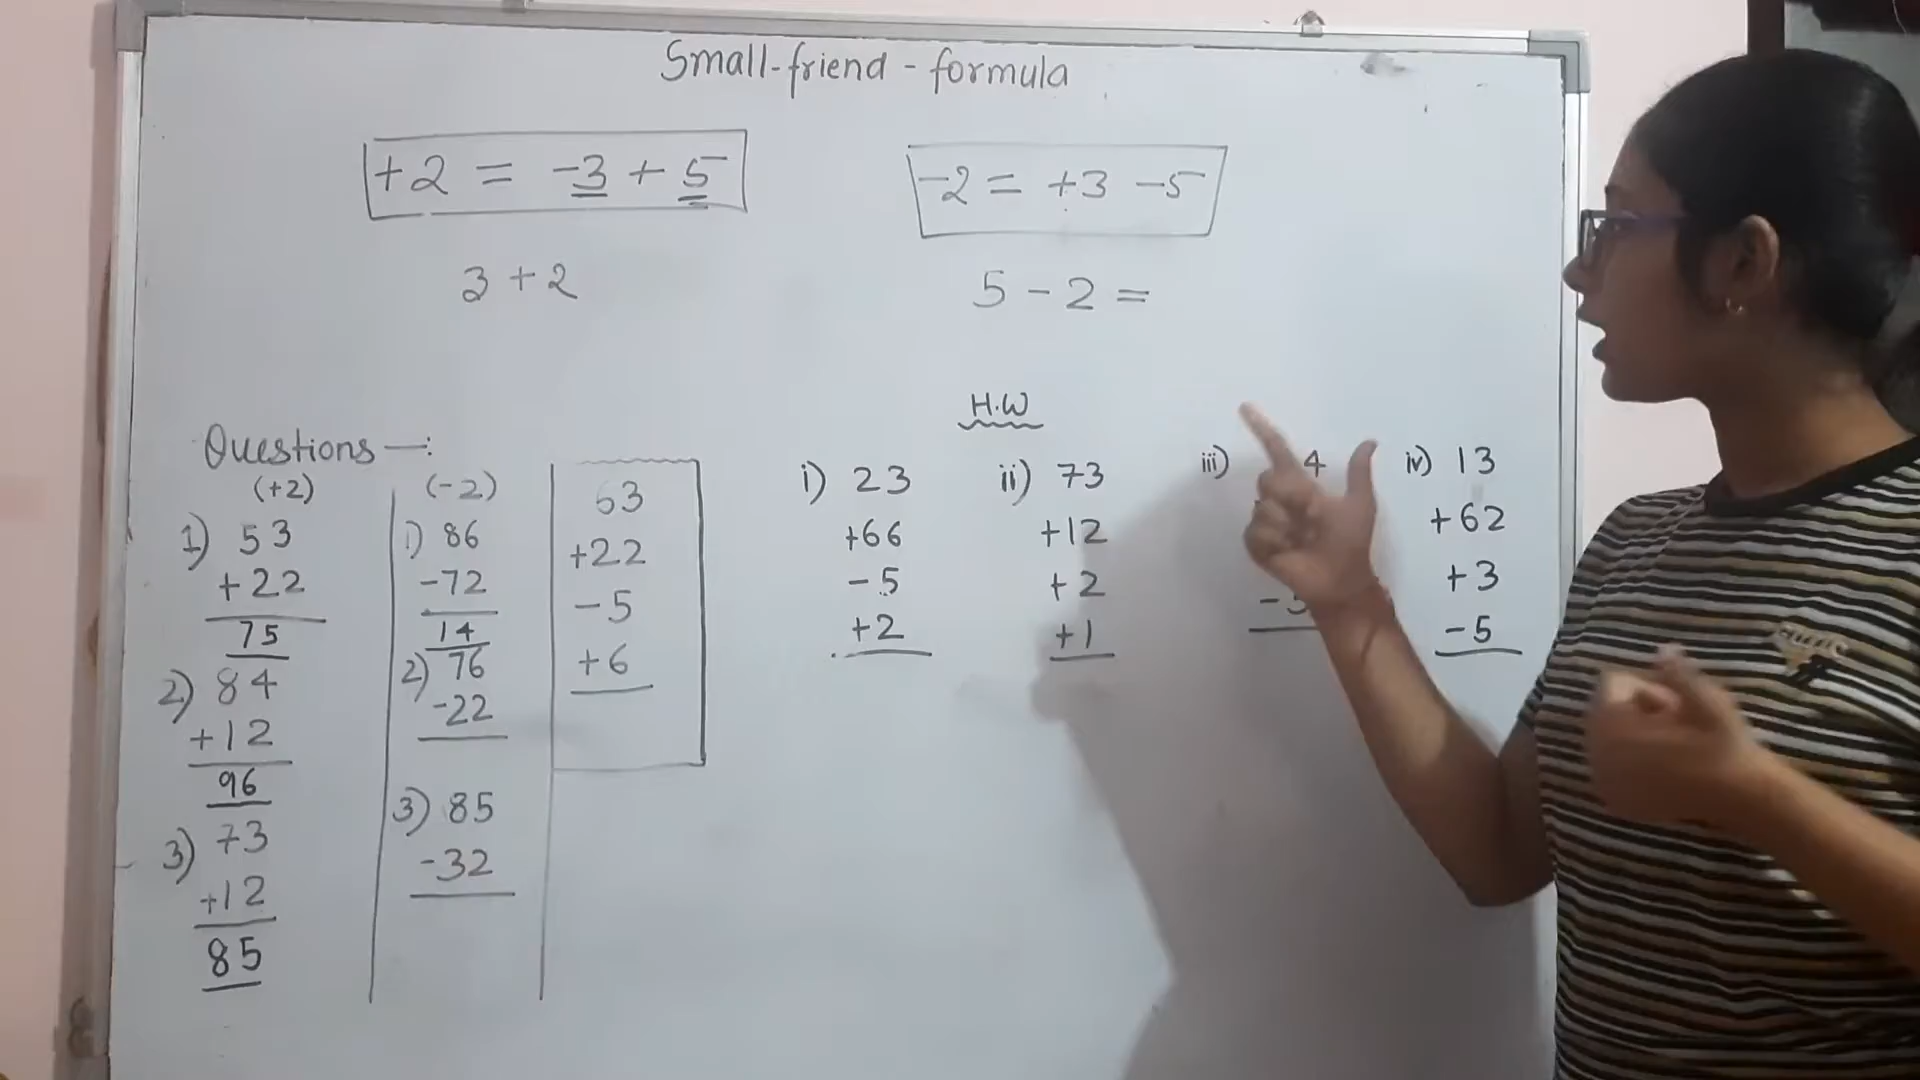 Small-friend-formula
+2 = -3 + 5
-2 = +3 -5
3 + 2
5 - 2 =
Questions —:
(+2)
1) 53
+22
75
2) 84
+12
96
3) 73
+12
85
(-2)
1) 86
-72
14
2) 76
-22
3) 85
-32
53
+22
-5
+6
H.W
i) 23
+66
-5
+2
ii) 73
+12
+2
+1
iii) 4
iv) 13
+62
+3
-5